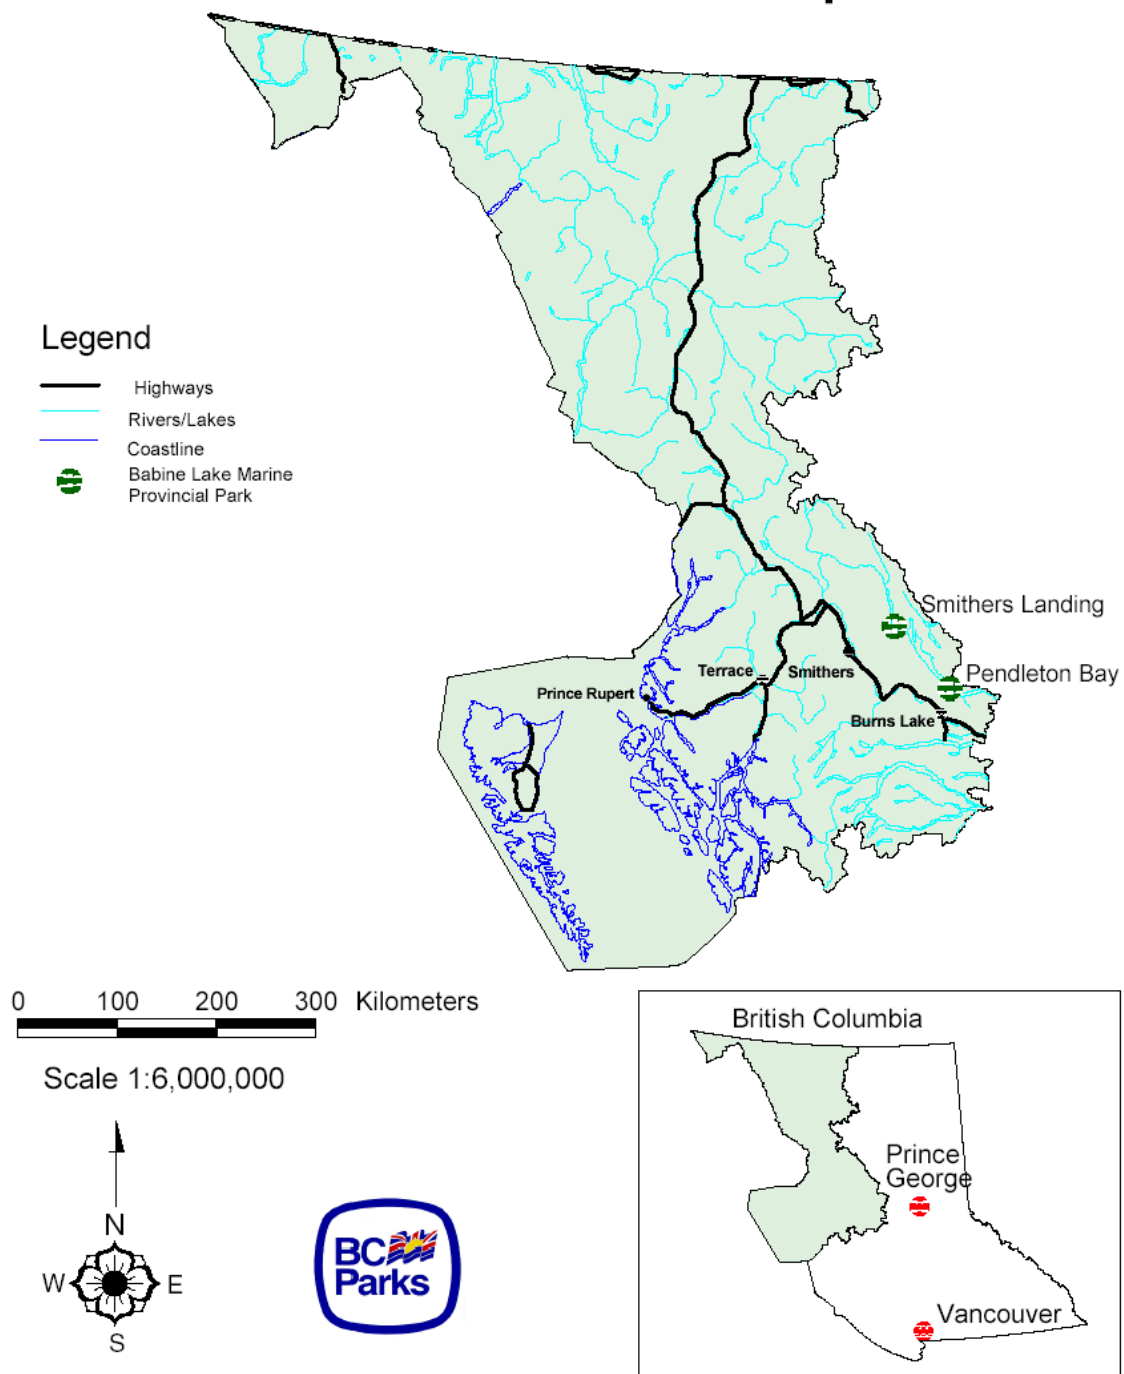 Legend
Highways
Rivers/Lakes
Coastline
Babine Lake Marine
Provincial Park
Smithers Landing
Pendleton Bay
Terrace
Smithers
Prince Rupert
Burns Lake
0 100 200 300 Kilometers
Scale 1:6,000,000
N
W E
S
BC
Parks
British Columbia
Prince
George
Vancouver